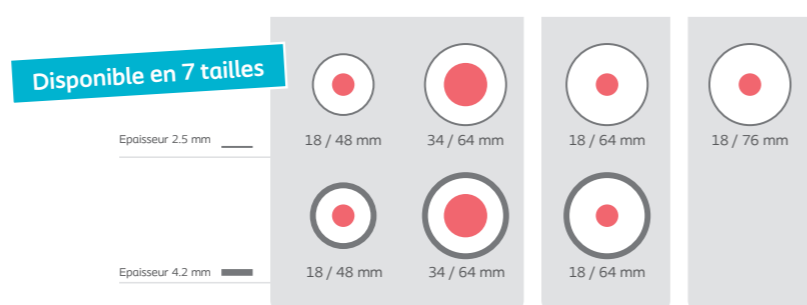 Disponible en 7 tailles
Epaisseur 2.5 mm
18 / 48 mm
34 / 64 mm
18 / 64 mm
18 / 76 mm
Epaisseur 4.2 mm
18 / 48 mm
34 / 64 mm
18 / 64 mm